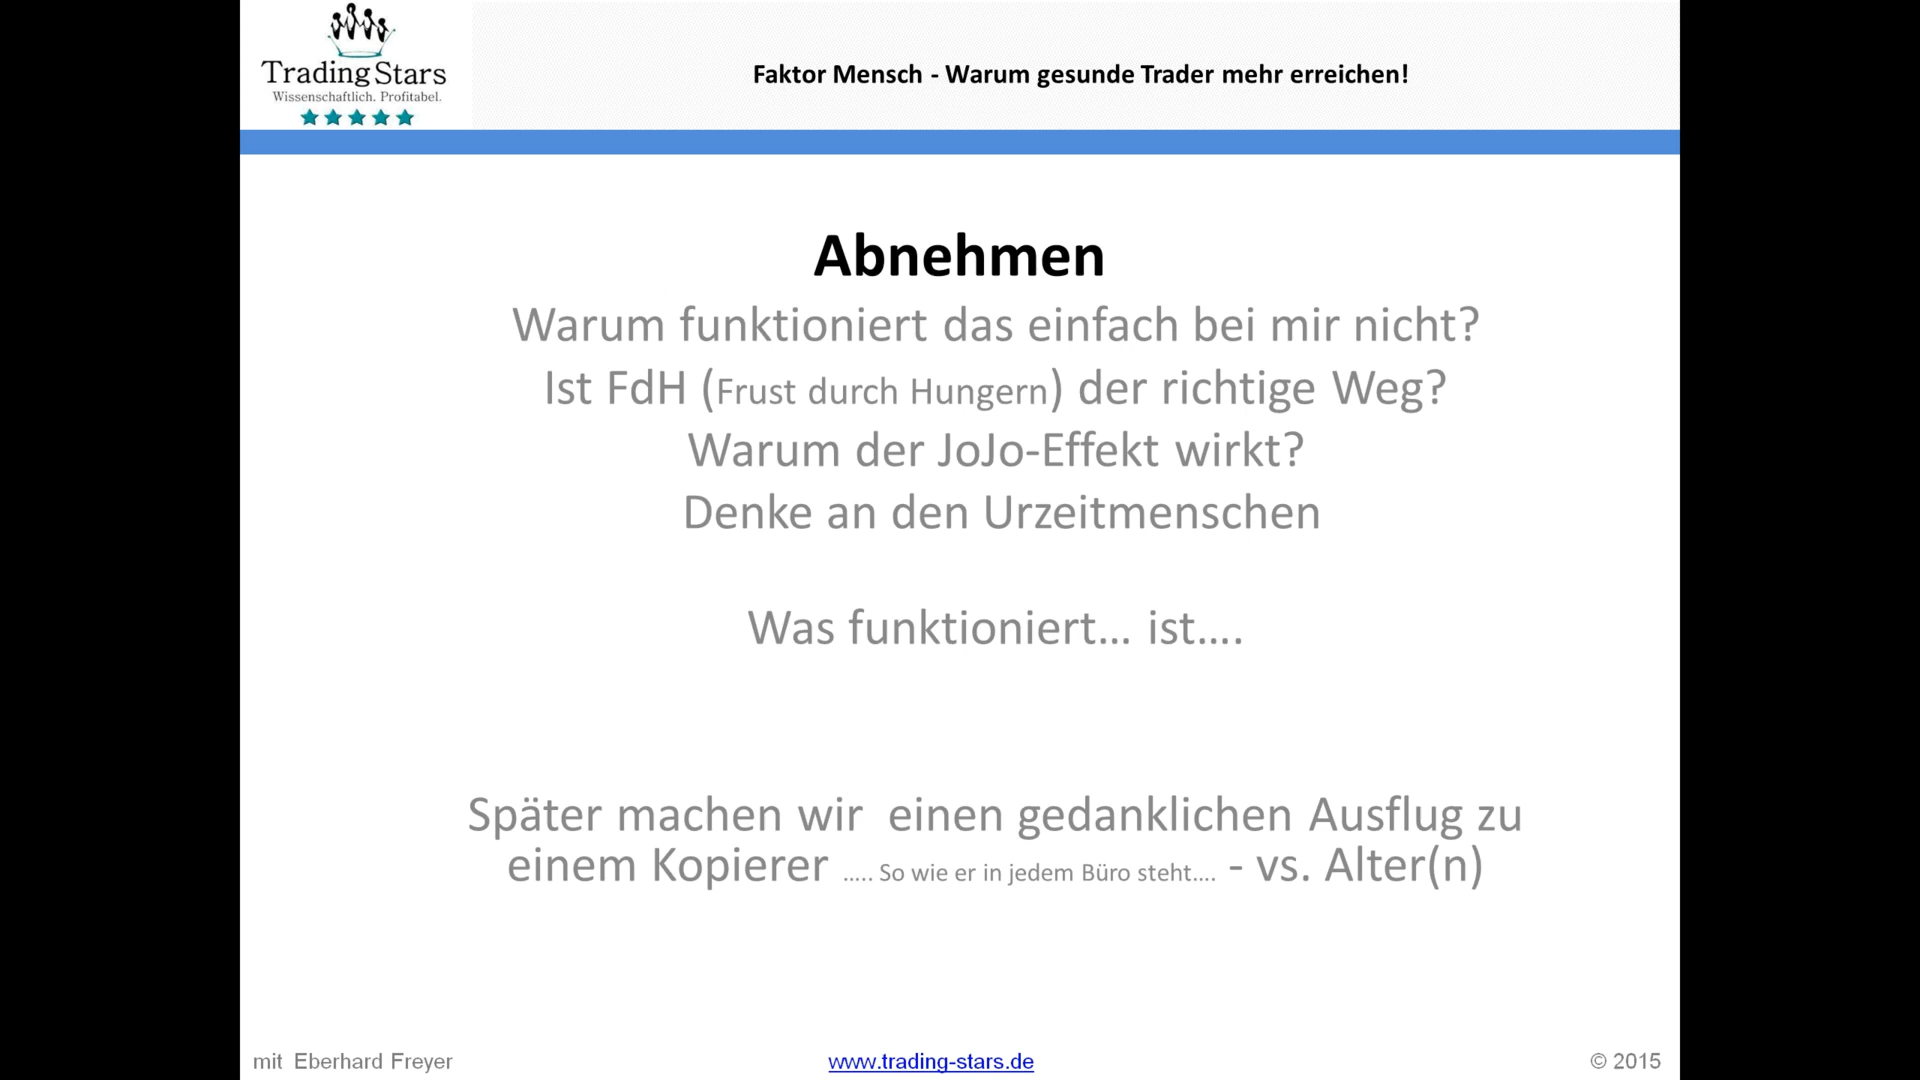 TradingStars
Wissenschaftlich. Profitabel.
Faktor Mensch - Warum gesunde Trader mehr erreichen!
Abnehmen
Warum funktioniert das einfach bei mir nicht?
Ist FdH (Frust durch Hungern) der richtige Weg?
Warum der JoJo-Effekt wirkt?
Denke an den Urzeitmenschen
Was funktioniert... ist....
Später machen wir  einen gedanklichen Ausflug zu
einem Kopierer ..... So wie er in jedem Büro steht.... - vs. Alter(n)
mit  Eberhard Freyer
www.trading-stars.de
© 2015